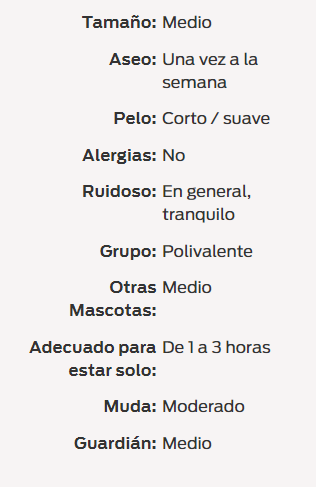 Tamaño: Medio
Aseo: Una vez a la
semana
Pelo: Corto / suave
Alergias: No
Ruidoso: En general,
tranquilo
Grupo: Polivalente
Otras Medio
Mascotas:
Adecuado para De 1 a 3 horas
estar solo:
Muda: Moderado
Guardián: Medio